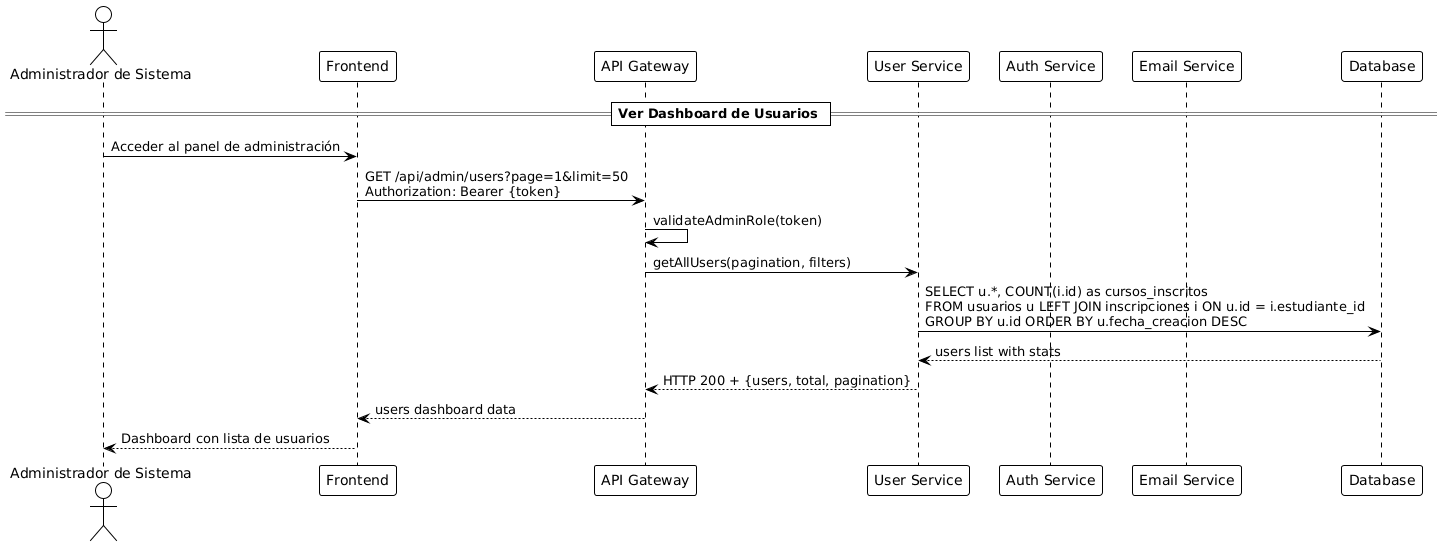 Administrador de Sistema
Frontend
API Gateway
User Service
Auth Service
Email Service
Database
Ver Dashboard de Usuarios
Acceder al panel de administración
GET /api/admin/users?page=1&limit=50
Authorization: Bearer {token}
validateAdminRole(token)
getAllUsers(pagination, filters)
SELECT u.*, COUNT(i.id) as cursos_inscritos
FROM usuarios u LEFT JOIN inscripciones i ON u.id = i.estudiante_id
GROUP BY u.id ORDER BY u.fecha_creacion DESC
users list with stats
HTTP 200 + {users, total, pagination}
users dashboard data
Dashboard con lista de usuarios
Administrador de Sistema
Frontend
API Gateway
User Service
Auth Service
Email Service
Database